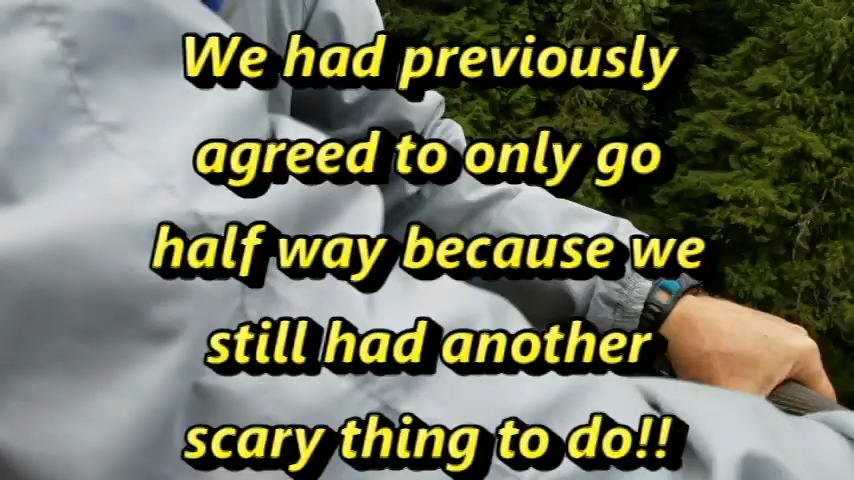 We had previously
agreed to only go
half way because we
still had another
scary thing to do!!